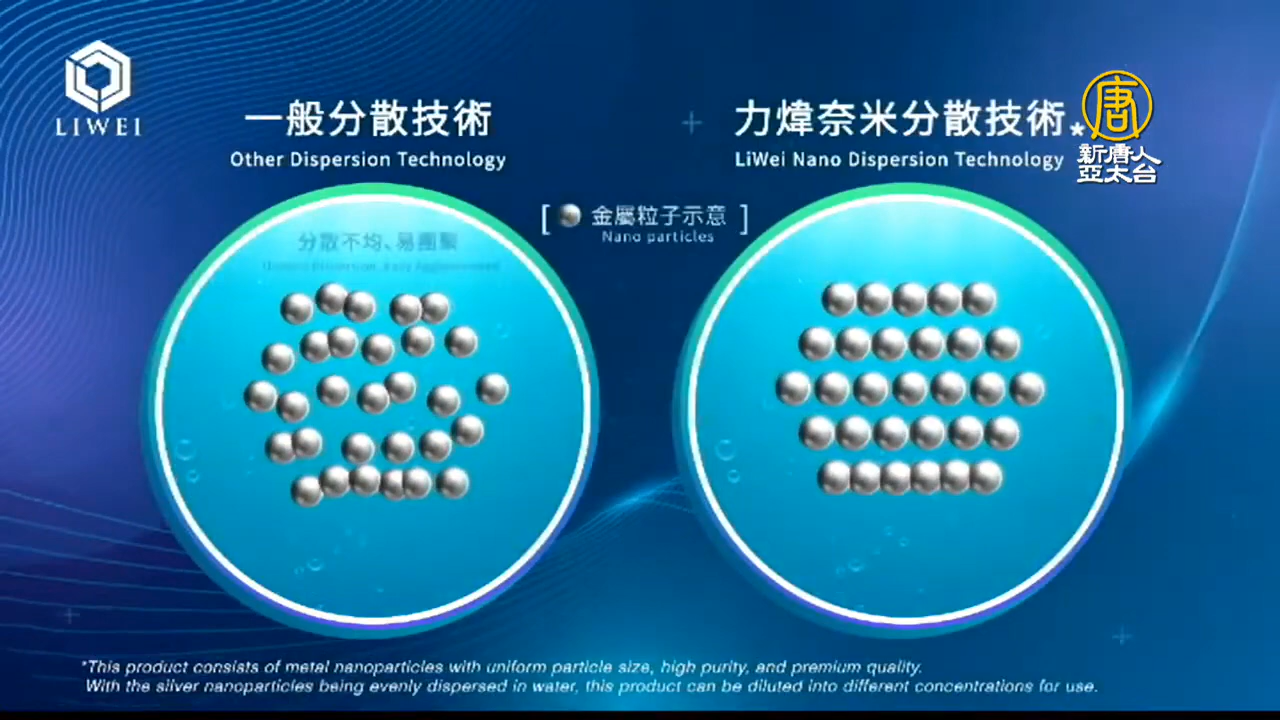 LIWEI
一般分散技術
Other Dispersion Technology
力煒奈米分散技術*
LiWei Nano Dispersion Technology
唐
新唐人
亞太台
[ 金屬粒子示意 ]
Nano particles
分散不均、易團聚
*This product consists of metal nanoparticles with uniform particle size, high purity, and premium quality.
With the silver nanoparticles being evenly dispersed in water, this product can be diluted into different concentrations for use.